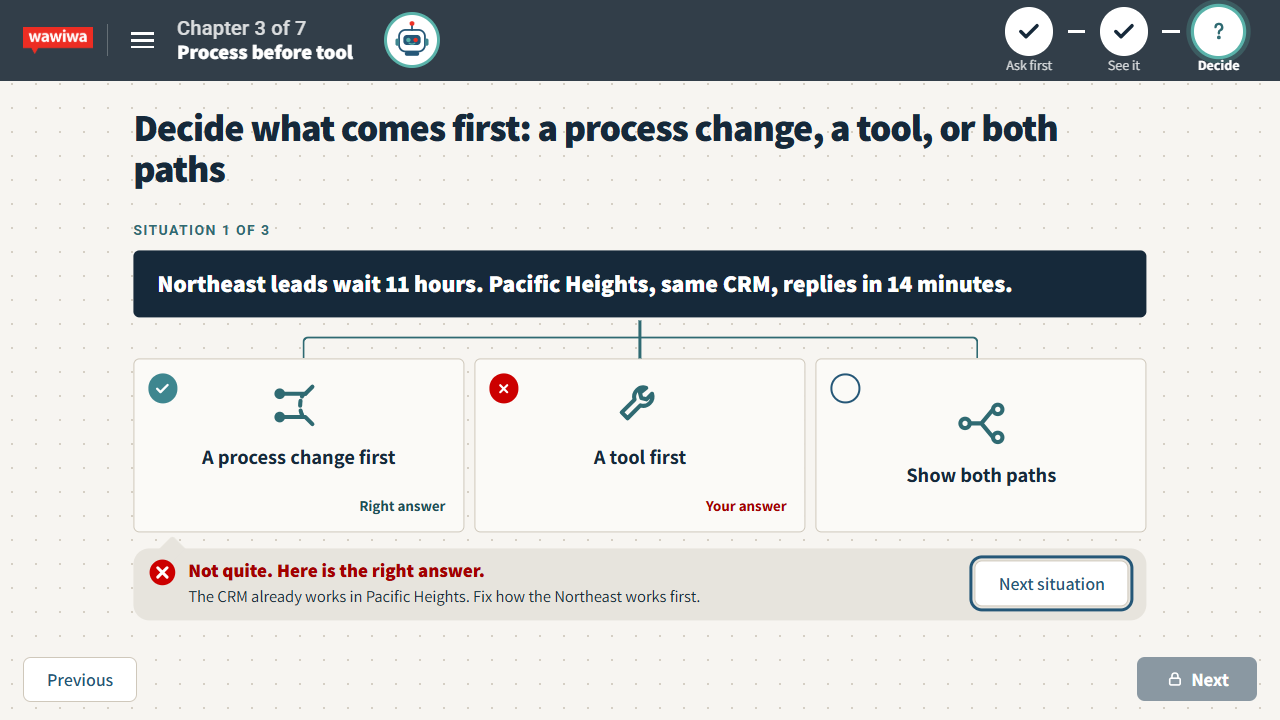 wawiwa
Chapter 3 of 7
Process before tool
Ask first
See it
?
Decide
Decide what comes first: a process change, a tool, or both
paths
SITUATION 1 OF 3
Northeast leads wait 11 hours. Pacific Heights, same CRM, replies in 14 minutes.
A process change first
Right answer
A tool first
Your answer
Show both paths
Not quite. Here is the right answer.
The CRM already works in Pacific Heights. Fix how the Northeast works first.
Next situation
Previous
Next